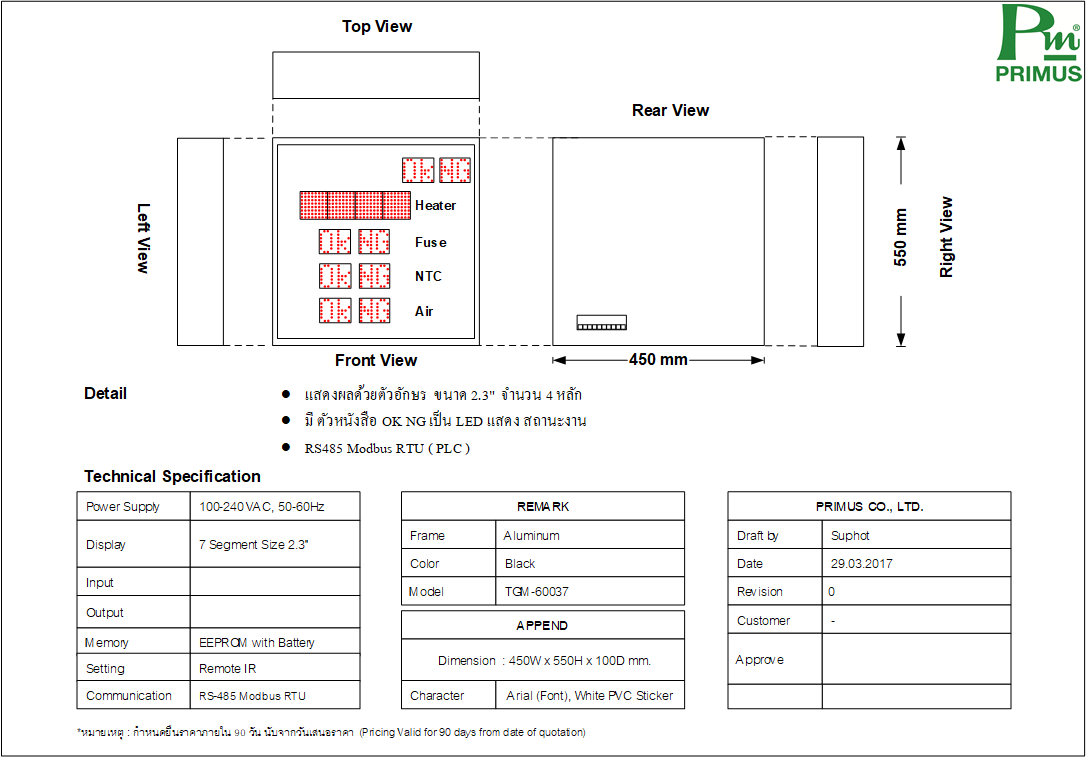 Top View
Pm®
PRIMUS
Rear View
Left View
OK NG
Heater
OK NG Fuse
OK NG NTC
OK NG Air
550 mm
Right View
Front View
450 mm
Detail
● แสดงผลด้วยตัวอักษร ขนาด 2.3" จำนวน 4 หลัก
● มี ตัวหนังสือ OK NG เป็น LED แสดง สถานะงาน
● RS485 Modbus RTU ( PLC )
Technical Specification
Power Supply 100-240 VAC, 50-60Hz
Display 7 Segment Size 2.3"
Input
Output
Memory EEPROM with Battery
Setting Remote IR
Communication RS-485 Modbus RTU
REMARK
Frame Aluminum
Color Black
Model TGM-60037
APPEND
Dimension : 450W x 550H x 100D mm.
Character Arial (Font), White PVC Sticker
PRIMUS CO., LTD.
Draft by Suphot
Date 29.03.2017
Revision 0
Customer -
Approve
*หมายเหตุ : กำหนดยืนราคาภายใน 90 วัน นับจากวันเสนอราคา (Pricing Valid for 90 days from date of quotation)